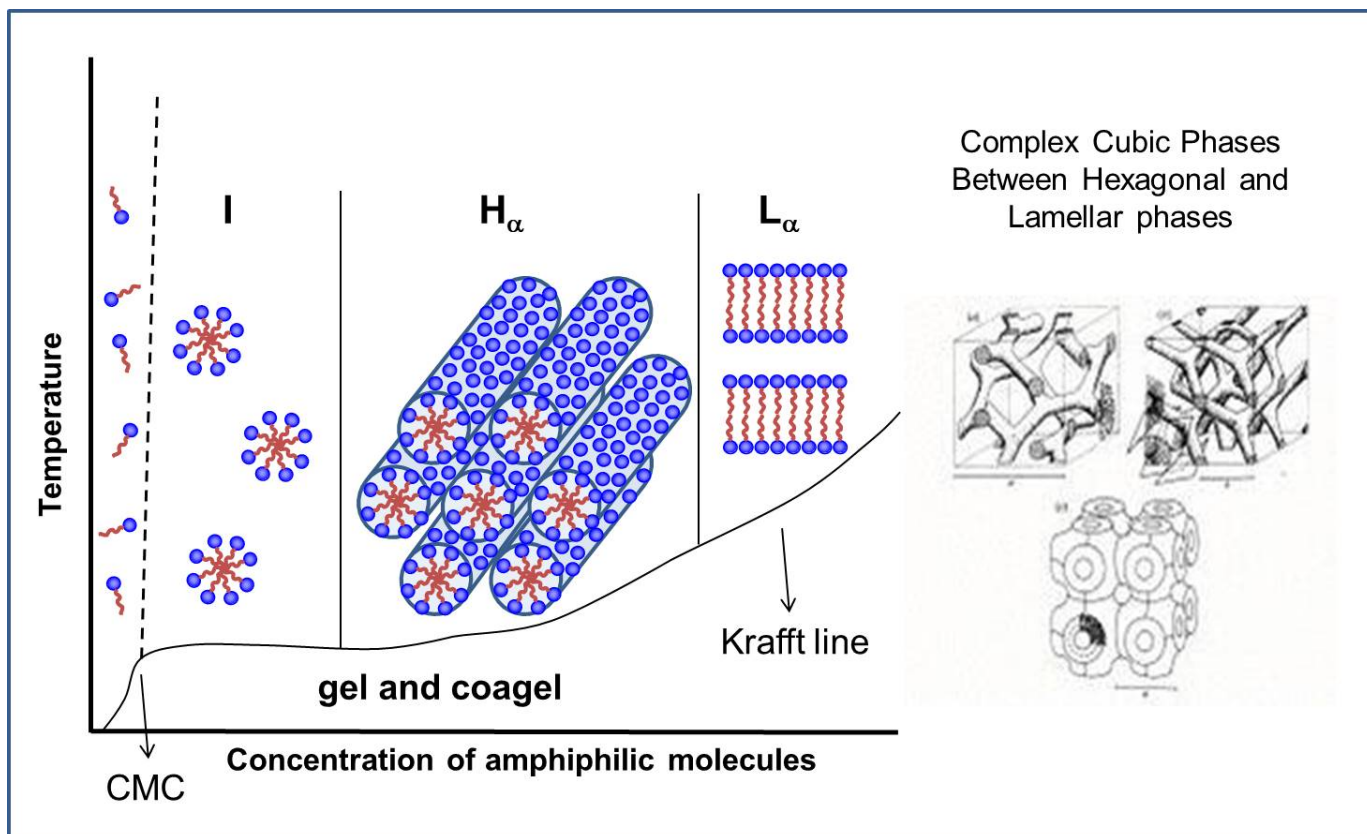 Complex Cubic Phases
Between Hexagonal and
Lamellar phases
I
Hα
Lα
Temperature
Krafft line
gel and coagel
Concentration of amphiphilic molecules
CMC